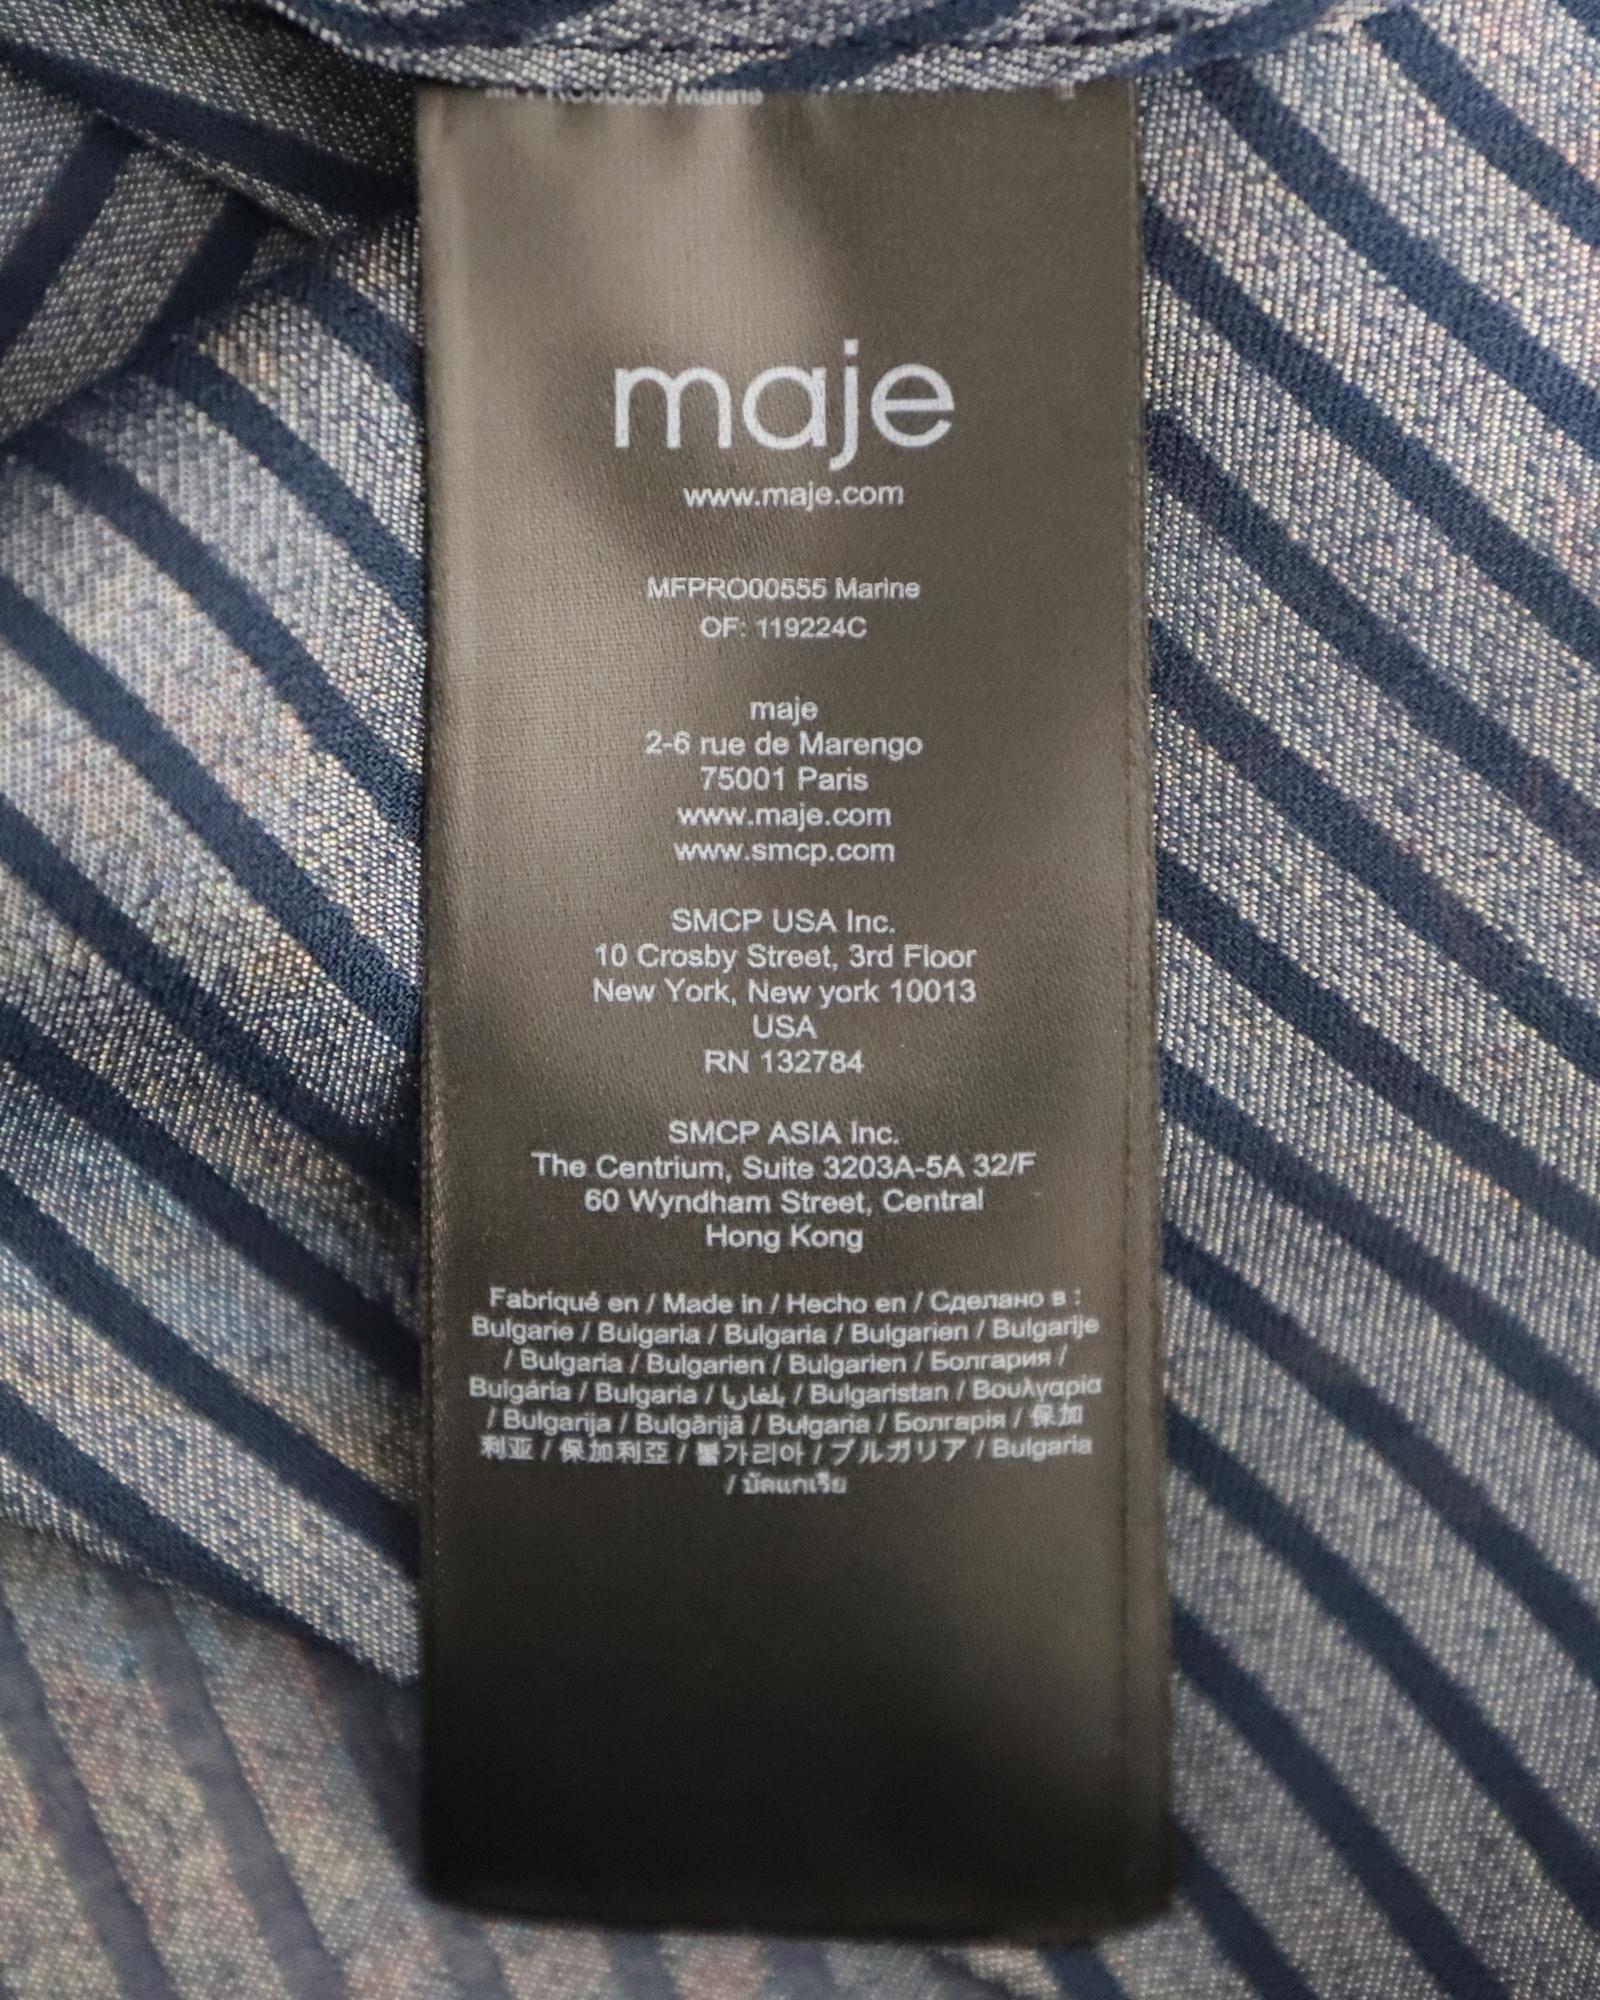 maje
www.maje.com
MFPRO00555 Marine
OF: 119224C
maje
2-6 rue de Marengo
75001 Paris
www.maje.com
www.smcp.com
SMCP USA Inc.
10 Crosby Street, 3rd Floor
New York, New york 10013
USA
RN 132784
SMCP ASIA Inc.
The Centrium, Suite 3203A-5A 32/F
60 Wyndham Street, Central
Hong Kong
Fabriqué en / Made in / Hecho en / Сделано в :
Bulgarie / Bulgaria / Bulgaria / Bulgarien / Bulgarije
/ Bulgaria / Bulgarien / Bulgarien / Болгария /
Bulgária / Bulgaria / بلغاريا / Bulgaristan / Βουλγαρία
/ Bulgarija / Bulgārijā / Bulgaria / Болгарія / 保加
利亚 / 保加利亞 / 불가리아 / ブルガリア / Bulgaria
/ บัลแกเรีย